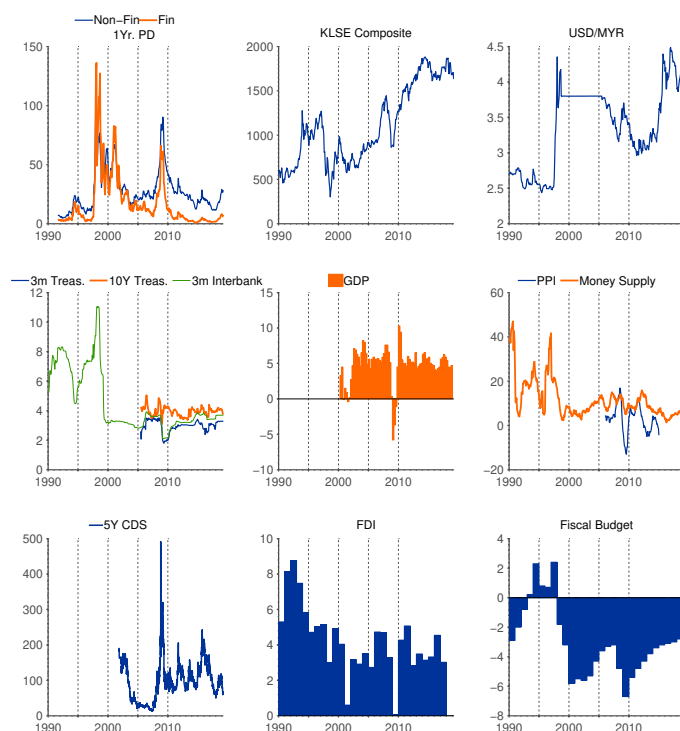 Non-Fin Fin
1Yr. PD
150
100
50
0
1990 2000 2010
KLSE Composite
2000
1500
1000
500
0
1990 2000 2010
USD/MYR
4.5
4
3.5
3
2.5
2
1990 2000 2010
3m Treas. 10Y Treas. 3m Interbank
12
10
8
6
4
2
0
1990 2000 2010
GDP
15
10
5
0
−5
−10
1990 2000 2010
PPI Money Supply
60
40
20
0
−20
1990 2000 2010
5Y CDS
500
400
300
200
100
0
1990 2000 2010
FDI
10
8
6
4
2
0
1990 2000 2010
Fiscal Budget
4
2
0
−2
−4
−6
−8
1990 2000 2010